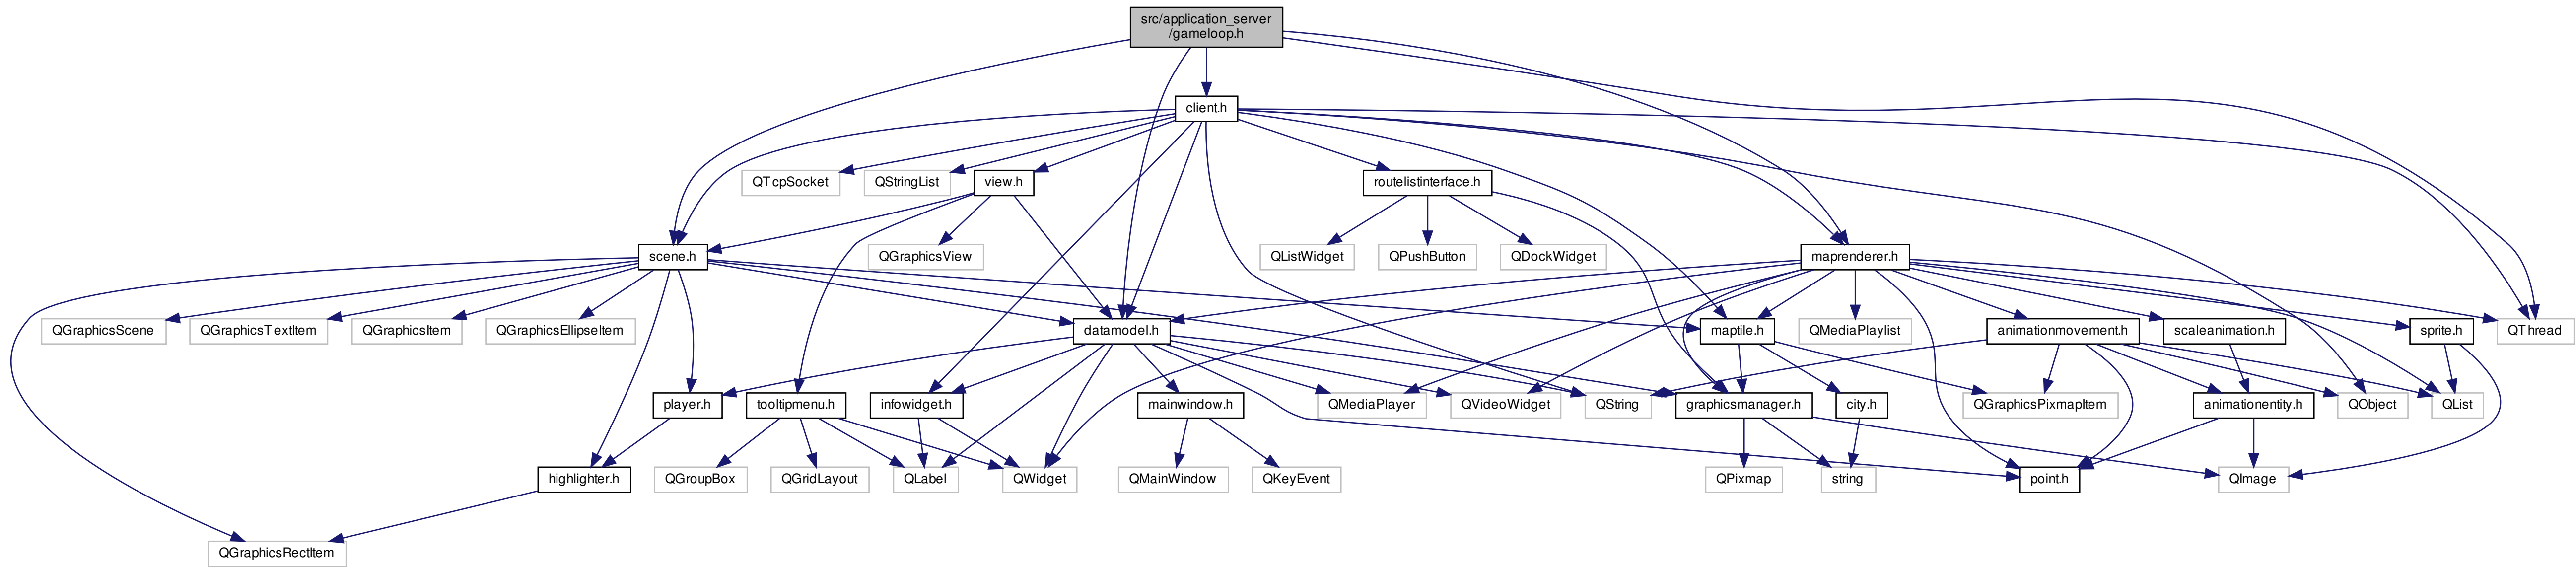 src/application_server
/gameloop.h
client.h
QTcpSocket
QStringList
view.h
routelistinterface.h
scene.h
QGraphicsView
QListWidget
QPushButton
QDockWidget
maprenderer.h
QGraphicsScene
QGraphicsTextItem
QGraphicsItem
QGraphicsEllipseItem
datamodel.h
maptile.h
QMediaPlaylist
animationmovement.h
scaleanimation.h
sprite.h
QThread
player.h
tooltipmenu.h
infowidget.h
mainwindow.h
QMediaPlayer
QVideoWidget
QString
graphicsmanager.h
city.h
QGraphicsPixmapItem
animationentity.h
QObject
QList
highlighter.h
QGroupBox
QGridLayout
QLabel
QWidget
QMainWindow
QKeyEvent
QPixmap
string
point.h
QImage
QGraphicsRectItem